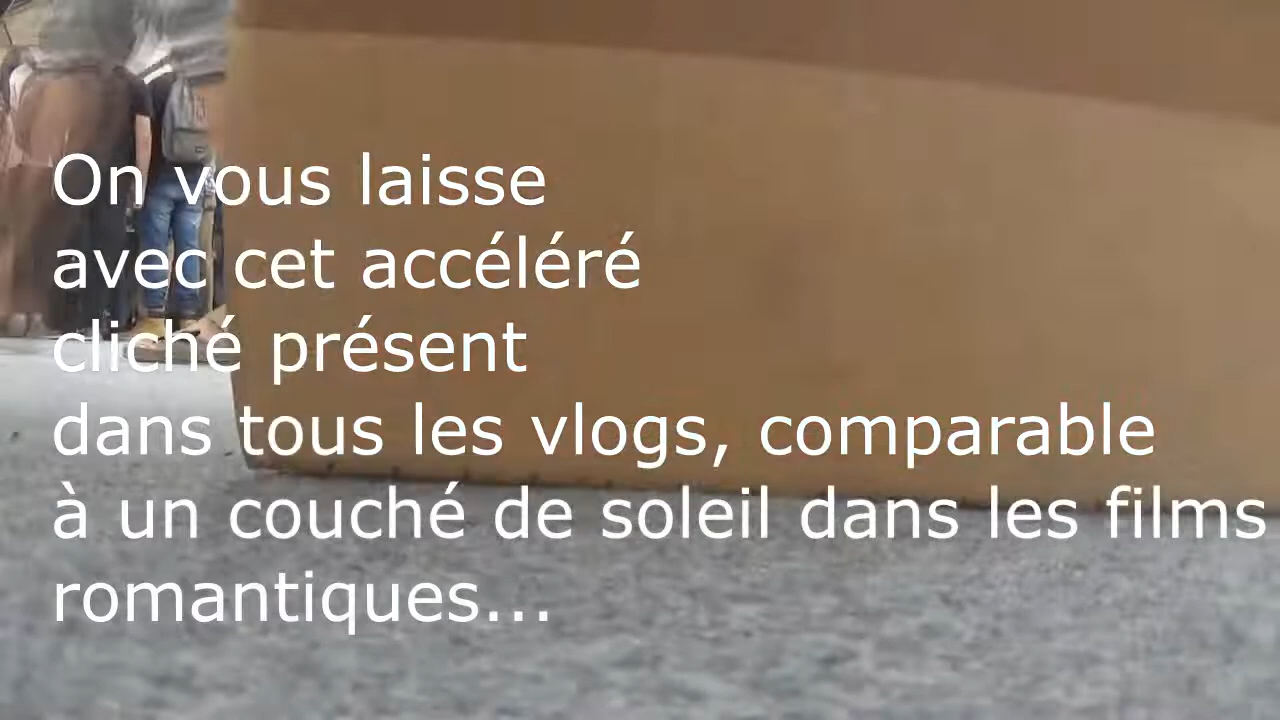 On vous laisse
avec cet accéléré
cliché présent
dans tous les vlogs, comparable
à un couché de soleil dans les films
romantiques...